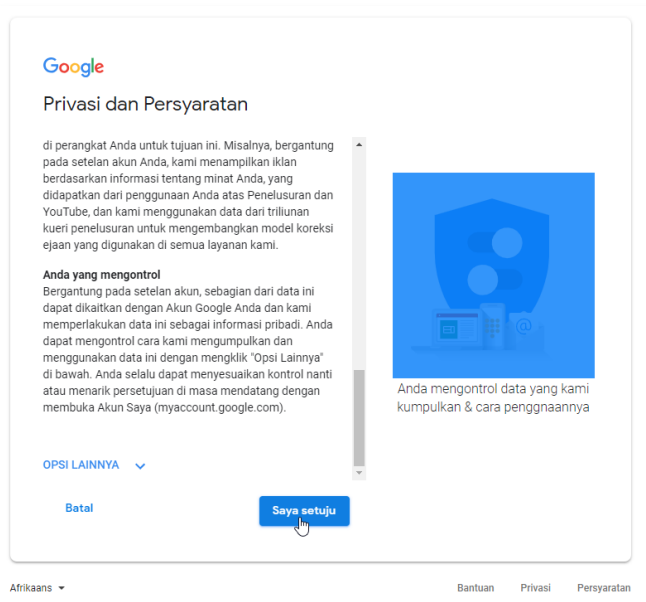 Google
Privasi dan Persyaratan
di perangkat Anda untuk tujuan ini. Misalnya, bergantung
pada setelan akun Anda, kami menampilkan iklan
berdasarkan informasi tentang minat Anda, yang
didapatkan dari penggunaan Anda atas Penelusuran dan
YouTube, dan kami menggunakan data dari triliunan
kueri penelusuran untuk mengembangkan model koreksi
ejaan yang digunakan di semua layanan kami.
Anda yang mengontrol
Bergantung pada setelan akun, sebagian dari data ini
dapat dikaitkan dengan Akun Google Anda dan kami
memperlakukan data ini sebagai informasi pribadi. Anda
dapat mengontrol cara kami mengumpulkan dan
menggunakan data ini dengan mengklik "Opsi Lainnya"
di bawah. Anda selalu dapat menyesuaikan kontrol nanti
atau menarik persetujuan di masa mendatang dengan
membuka Akun Saya (myaccount.google.com).
OPSI LAINNYA
Batal
Saya setuju
@
Anda mengontrol data yang kami
kumpulkan & cara penggnaannya
Afrikaans
Bantuan
Privasi
Persyaratan